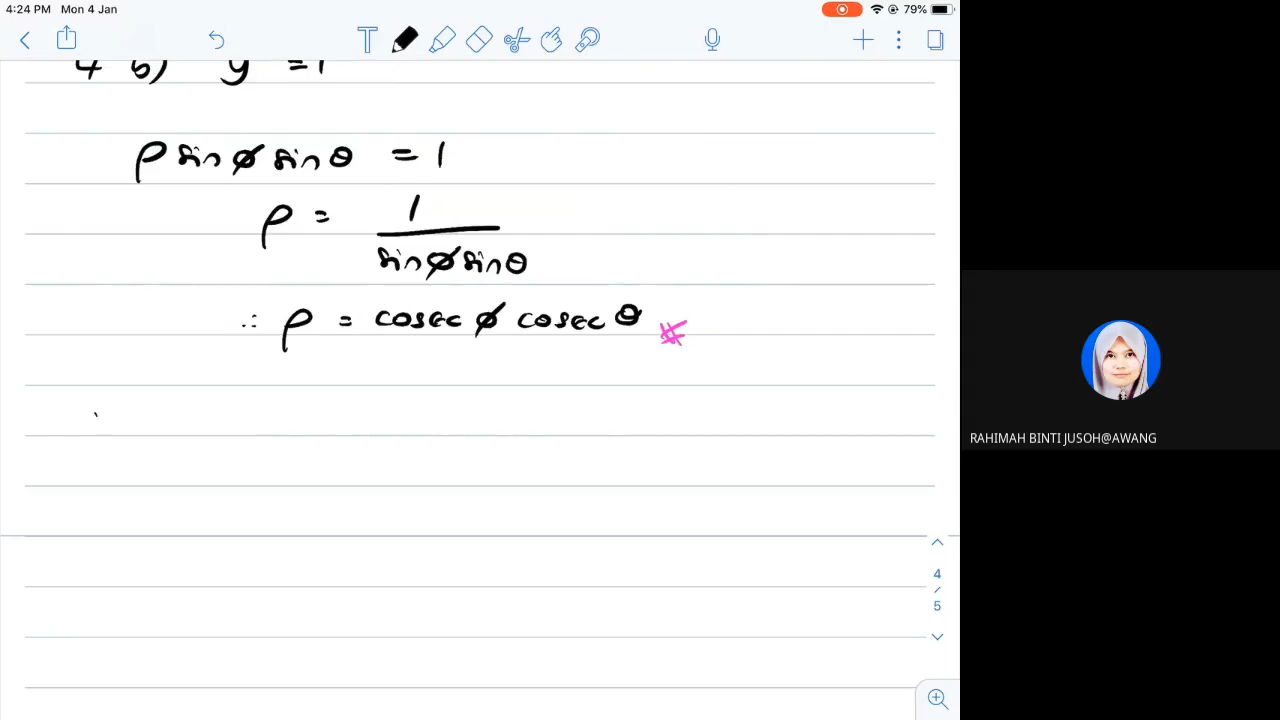 4:24 PM Mon 4 Jan
79%
T
4 b) y = 1
ρ sin φ sin θ = 1
ρ = 1
sin φ sin θ
∴ ρ = cosec φ cosec θ
4
/
5
RAHIMAH BINTI JUSOH@AWANG